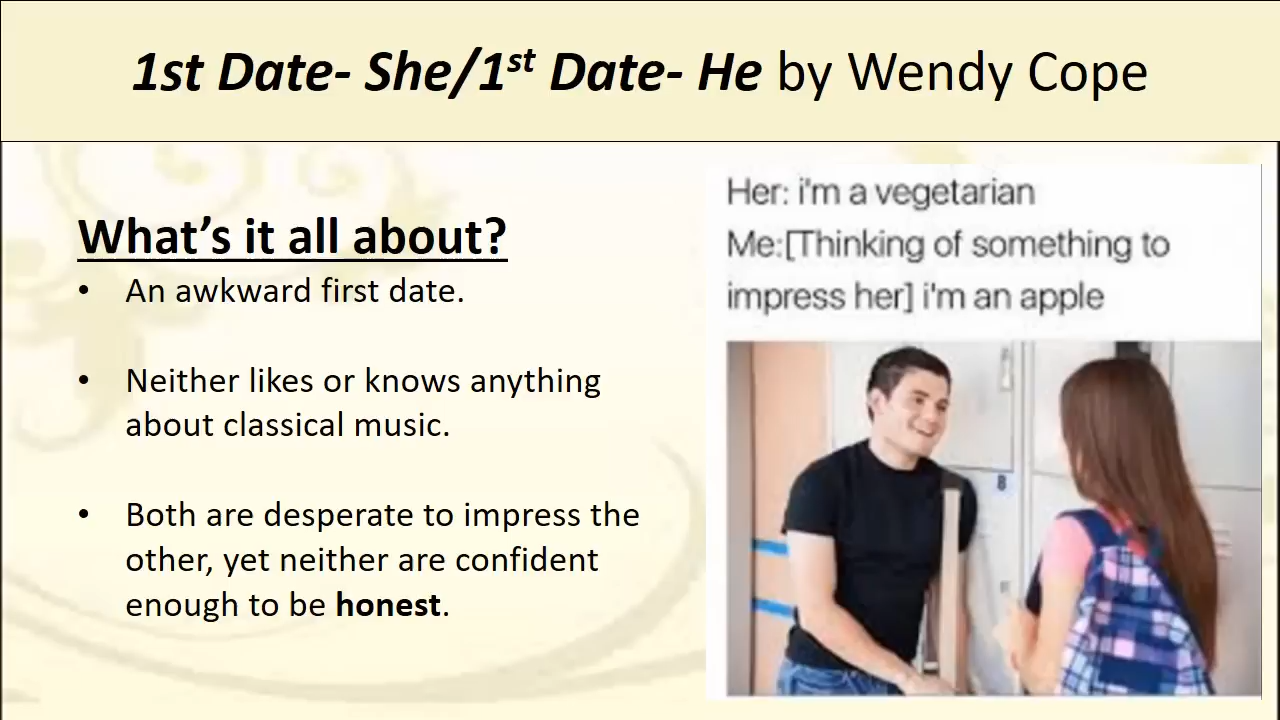 1st Date- She/1st Date- He by Wendy Cope
What's it all about?
• An awkward first date.
• Neither likes or knows anything
about classical music.
• Both are desperate to impress the
other, yet neither are confident
enough to be honest.
Her: i'm a vegetarian
Me:[Thinking of something to
impress her] i'm an apple
8